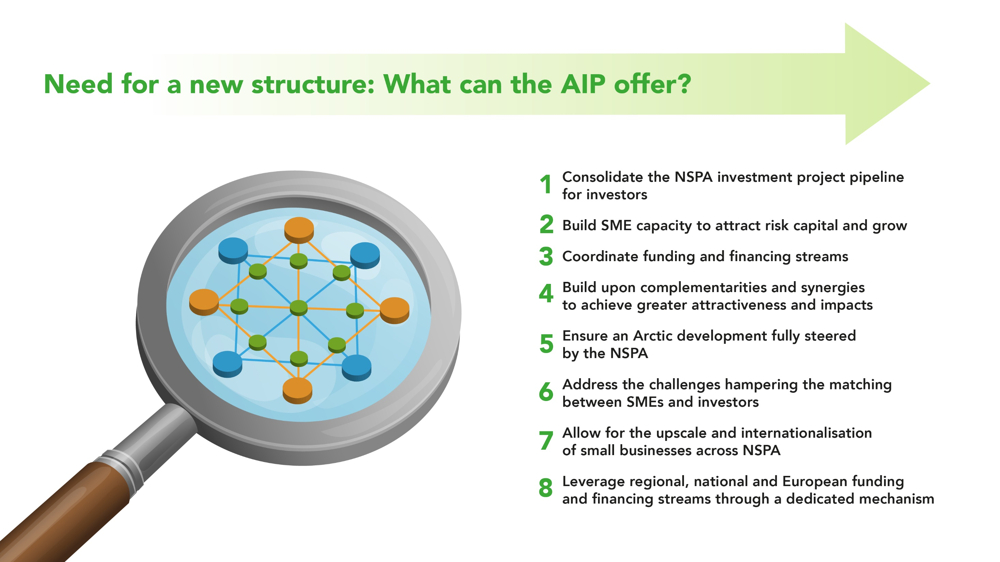 Need for a new structure: What can the AIP offer?
1 Consolidate the NSPA investment project pipeline
for investors
2 Build SME capacity to attract risk capital and grow
3 Coordinate funding and financing streams
4 Build upon complementarities and synergies
to achieve greater attractiveness and impacts
5 Ensure an Arctic development fully steered
by the NSPA
6 Address the challenges hampering the matching
between SMEs and investors
7 Allow for the upscale and internationalisation
of small businesses across NSPA
8 Leverage regional, national and European funding
and financing streams through a dedicated mechanism